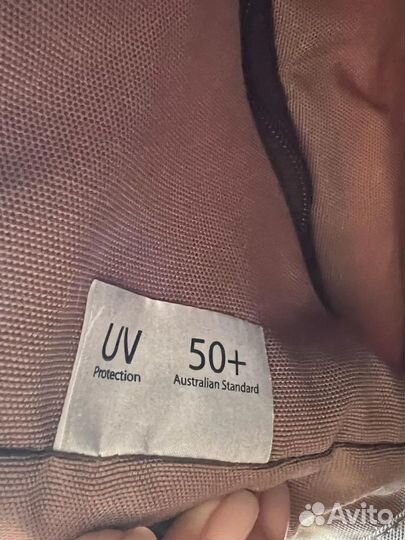 UV 50+
Protection Australian Standard
Avito